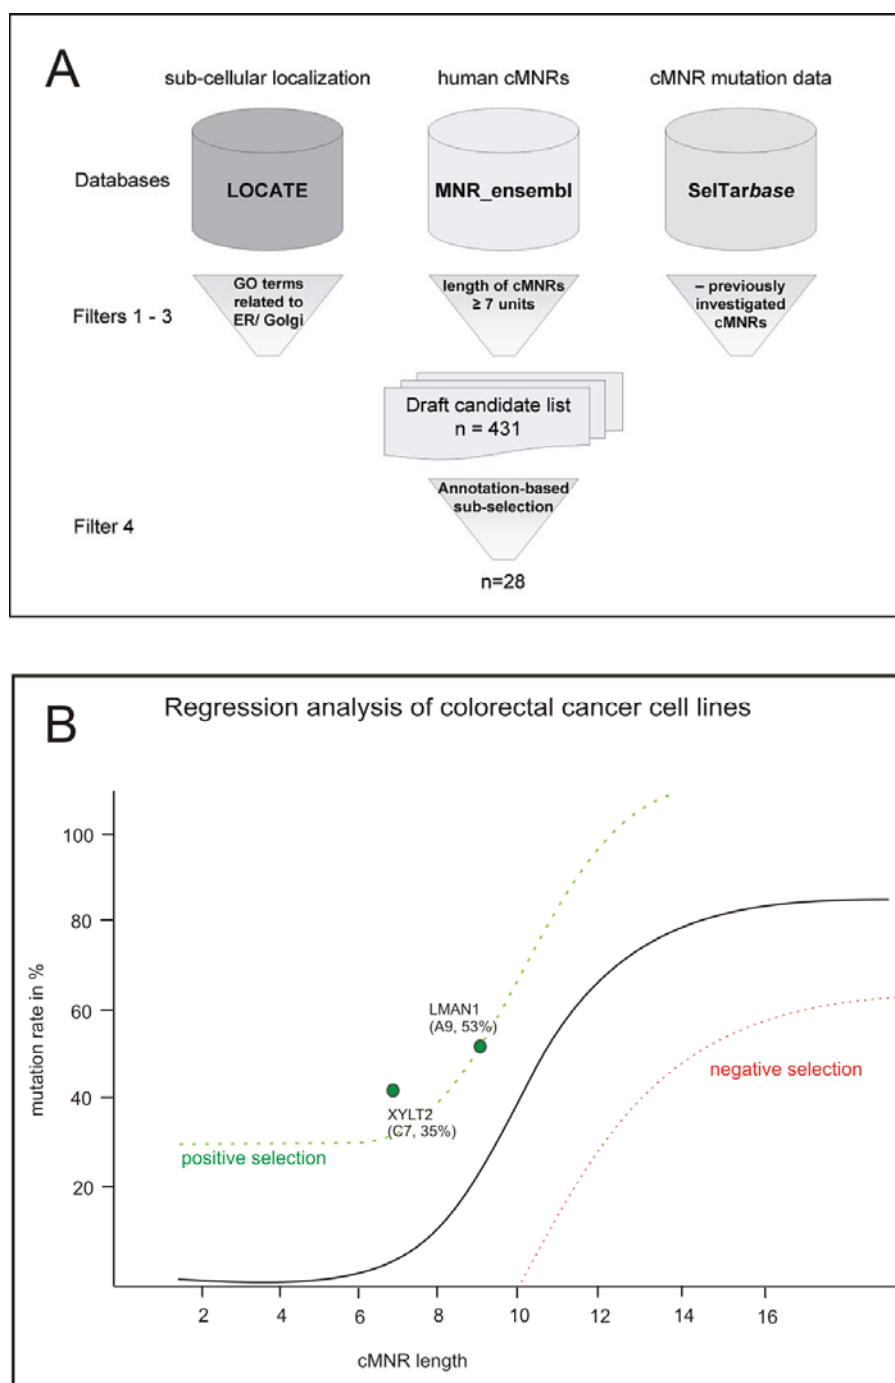 A
sub-cellular localization
human cMNRs
cMNR mutation data
Databases
LOCATE
MNR_ensembl
SelTarbase
Filters 1 - 3
GO terms
related to
ER/ Golgi
length of cMNRs
≥ 7 units
– previously
investigated
cMNRs
Draft candidate list
n = 431
Filter 4
Annotation-based
sub-selection
n=28
B
Regression analysis of colorectal cancer cell lines
mutation rate in %
100
80
60
40
20
LMAN1
(A9, 53%)
XYLT2
(C7, 35%)
positive selection
negative selection
2 4 6 8 10 12 14 16
cMNR length